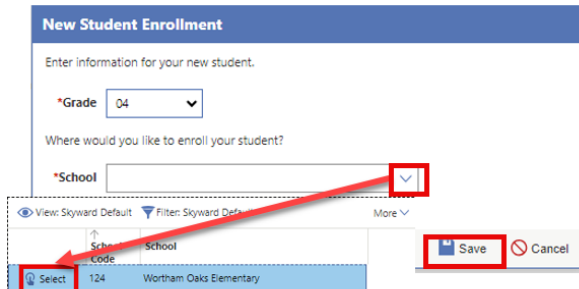 New Student Enrollment
Enter information for your new student.
*Grade 04
Where would you like to enroll your student?
*School
View: Skyward Default Filter: Skyward Default More
School Code School
Select 124 Wortham Oaks Elementary
Save Cancel